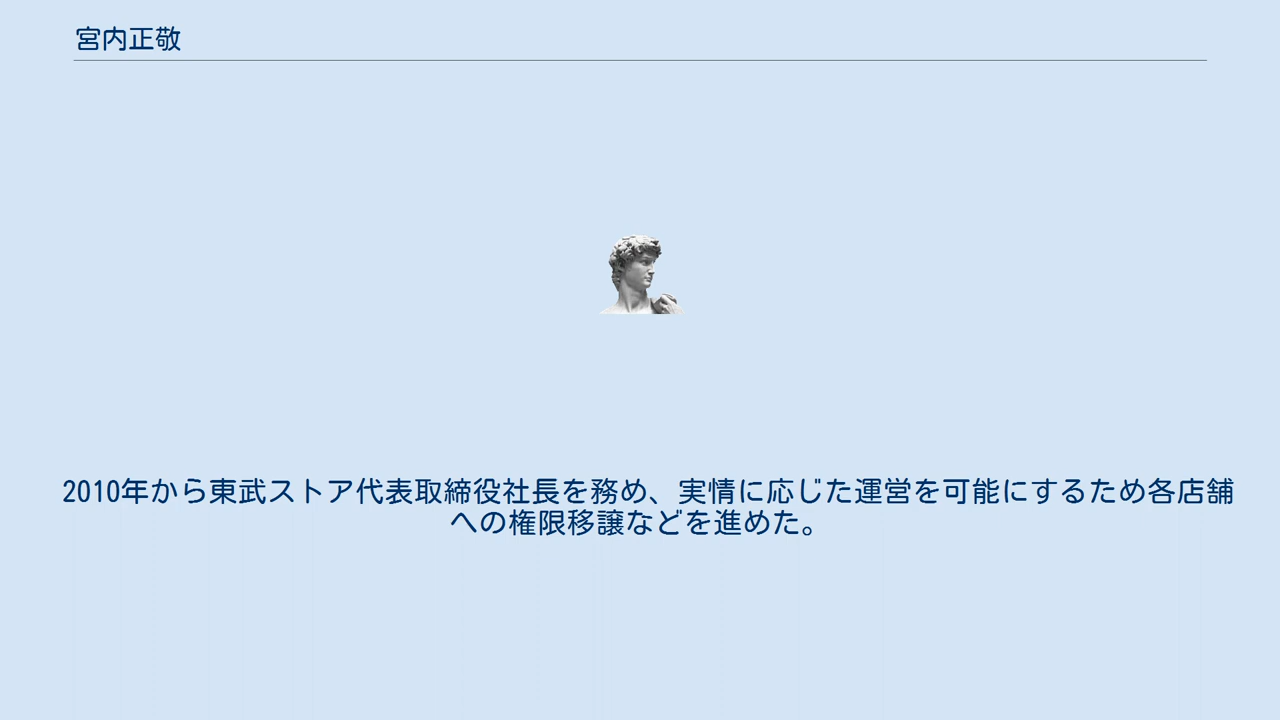 宮内正敬
2010年から東武ストア代表取締役社長を務め、実情に応じた運営を可能にするため各店舗
への権限移譲などを進めた。